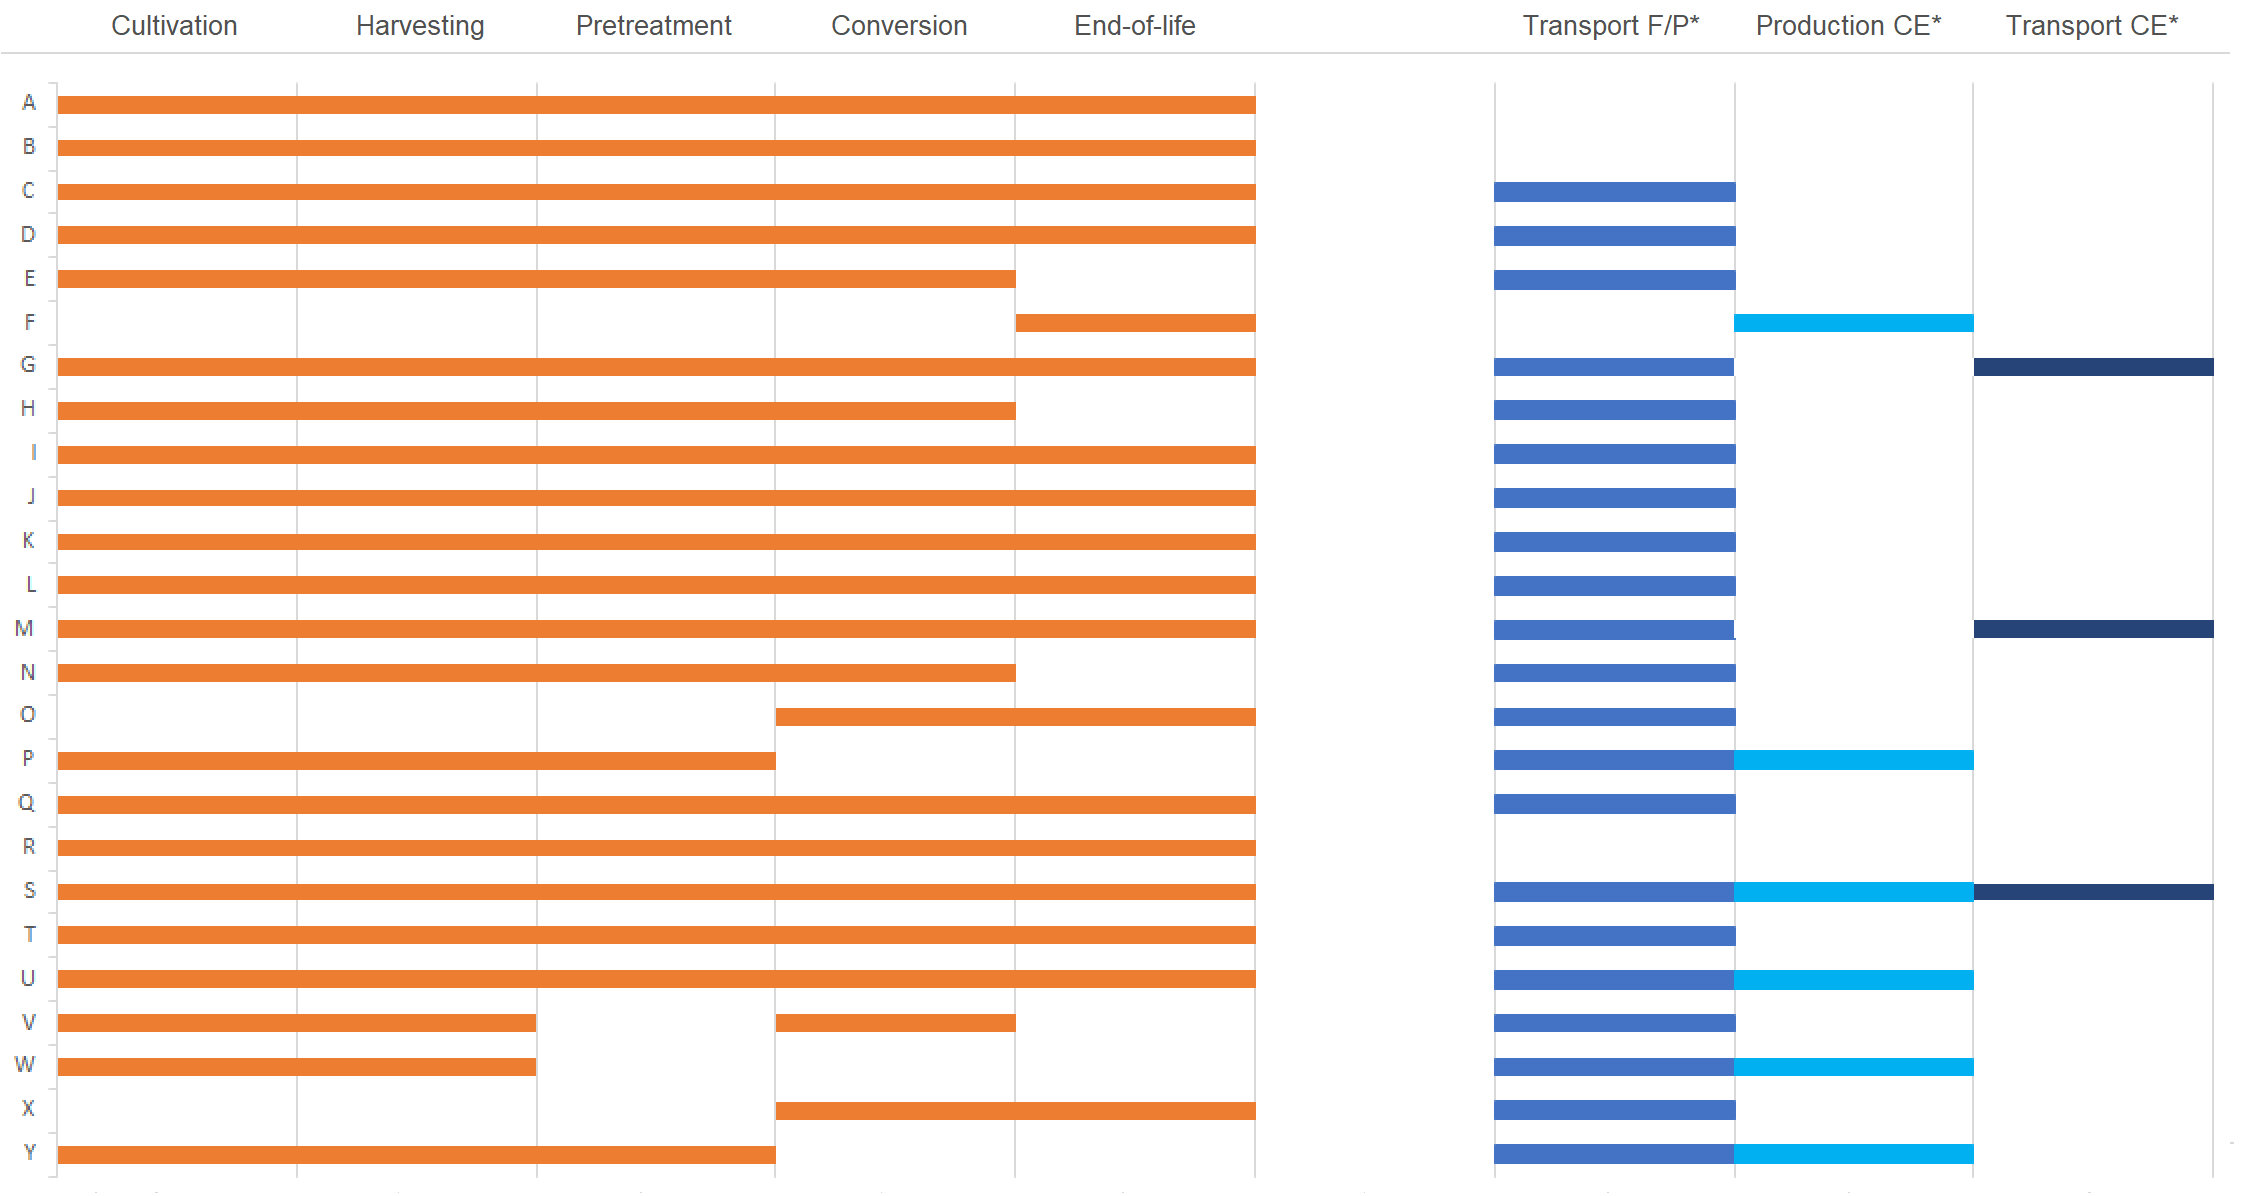 Cultivation Harvesting Pretreatment Conversion End-of-life Transport F/P* Production CE* Transport CE*
A
B
C
D
E
F
G
H
I
J
K
L
M
N
O
P
Q
R
S
T
U
V
W
X
Y